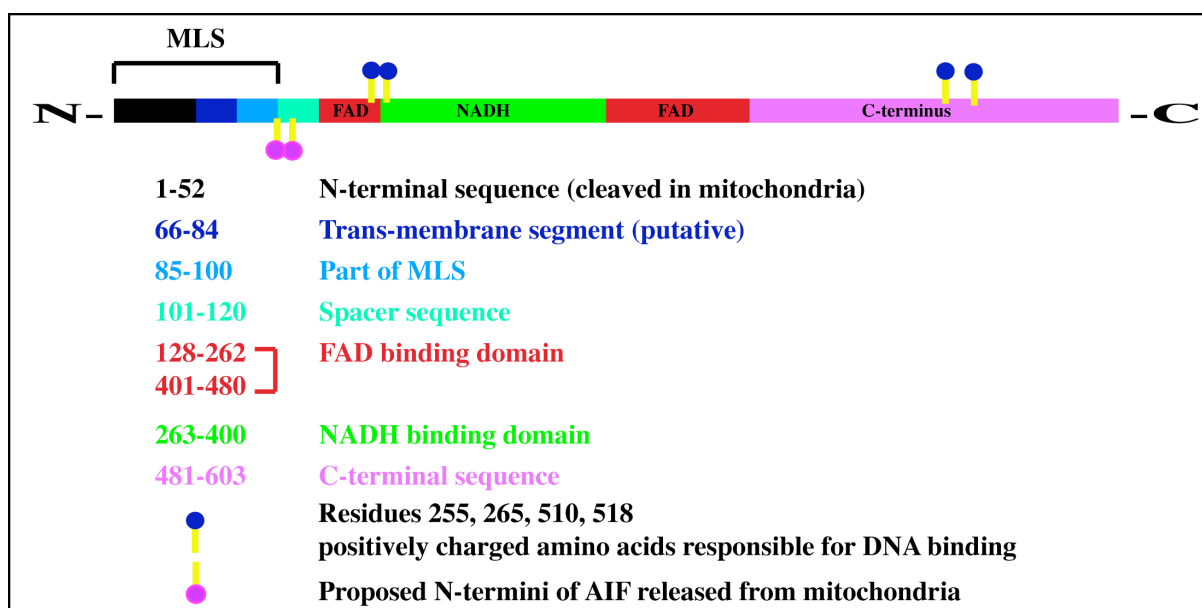 MLS
N – FAD NADH FAD C-terminus – C
1-52 N-terminal sequence (cleaved in mitochondria)
66-84 Trans-membrane segment (putative)
85-100 Part of MLS
101-120 Spacer sequence
128-262 FAD binding domain
401-480
263-400 NADH binding domain
481-603 C-terminal sequence
Residues 255, 265, 510, 518
positively charged amino acids responsible for DNA binding
Proposed N-termini of AIF released from mitochondria